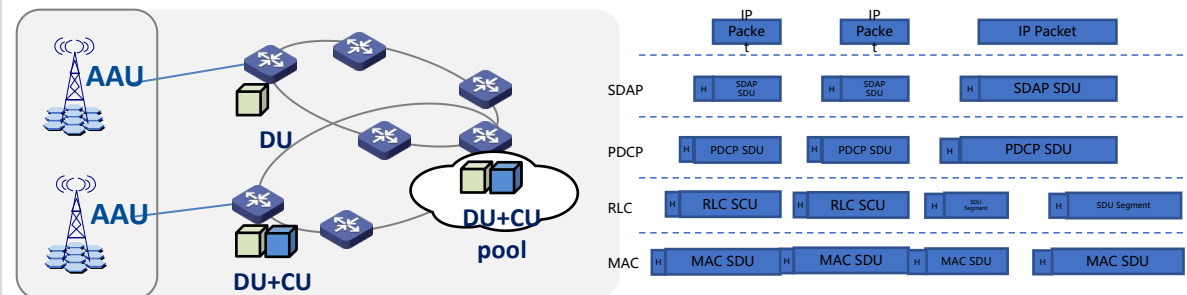 AAU
DU
AAU
DU+CU
DU+CU
pool
IP
Packe
t
IP
Packe
t
IP Packet
SDAP
H
SDAP
SDU
H
SDAP
SDU
H
SDAP SDU
PDCP
H
PDCP SDU
H
PDCP SDU
H
PDCP SDU
RLC
H
RLC SCU
H
RLC SCU
H
SDU
Segment
H
SDU Segment
MAC
H
MAC SDU
H
MAC SDU
H
MAC SDU
H
MAC SDU